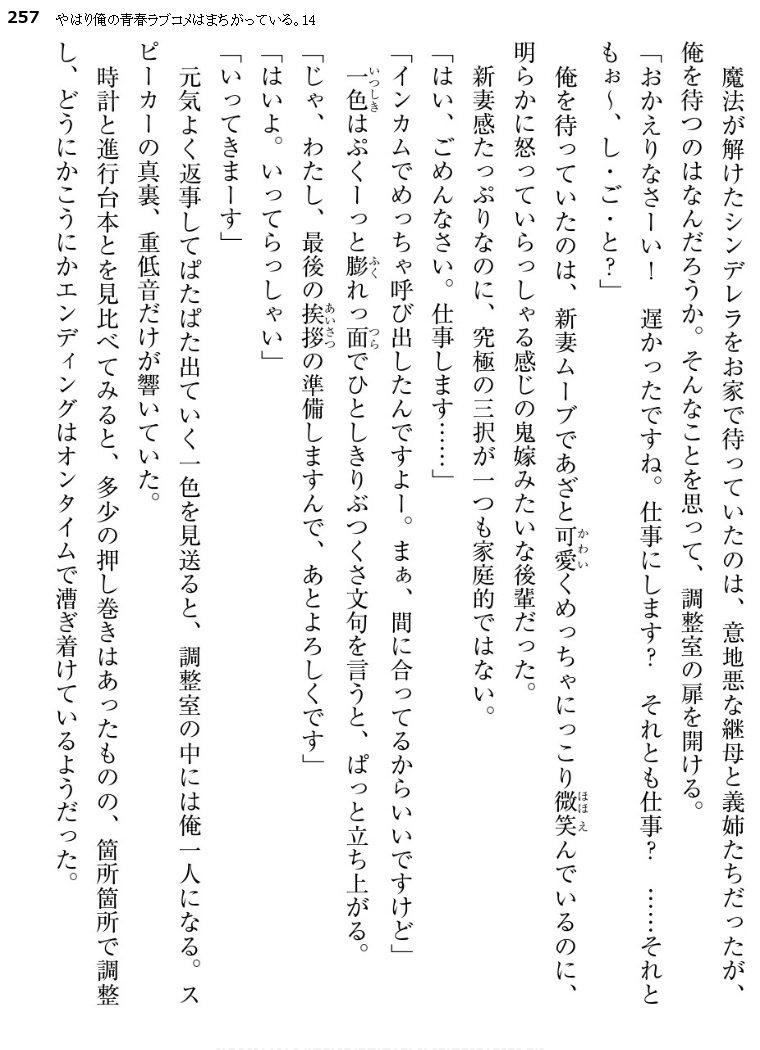 257 やはり俺の青春ラブコメはまちがっている。14
　魔法が解けたシンデレラをお家で待っていたのは、意地悪な継母と義姉たちだったが、
俺を待つのはなんだろうか。そんなことを思って、調整室の扉を開ける。
「おかえりなさーい！　遅かったですね。仕事にします？　それとも仕事？　……それと
もぉ～、し・ご・と？」
　俺を待っていたのは、新妻ムーブであざと可愛くめっちゃにっこり微笑んでいるのに、
明らかに怒っていらっしゃる感じの鬼嫁みたいな後輩だった。
　新妻感たっぷりなのに、究極の三択が一つも家庭的ではない。
「はい、ごめんなさい。仕事します……」
「インカムでめっちゃ呼び出したんですよー。まぁ、間に合ってるからいいですけど」
　一色はぷくーっと膨れっ面でひとしきりぶつくさ文句を言うと、ぱっと立ち上がる。
「じゃ、わたし、最後の挨拶の準備しますんで、あとよろしくです」
「はいよ。いってらっしゃい」
「いってきまーす」
　元気よく返事してぱたぱた出ていく一色を見送ると、調整室の中には俺一人になる。ス
ピーカーの真裏、重低音だけが響いていた。
　時計と進行台本とを見比べてみると、多少の押し巻きはあったものの、箇所箇所で調整
し、どうにかこうにかエンディングはオンタイムで漕ぎ着けているようだった。